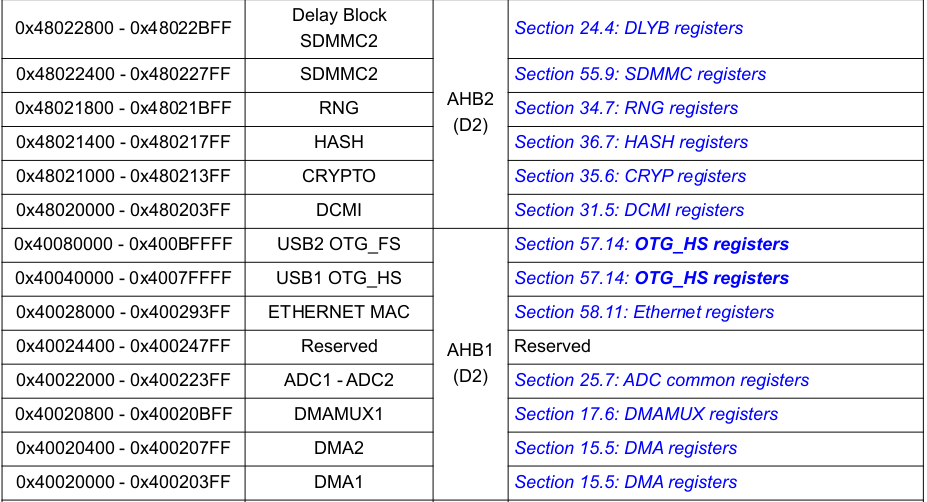 0x48022800 - 0x48022BFF Delay Block SDMMC2 AHB2 (D2) Section 24.4: DLYB registers
0x48022400 - 0x480227FF SDMMC2 Section 55.9: SDMMC registers
0x48021800 - 0x48021BFF RNG Section 34.7: RNG registers
0x48021400 - 0x480217FF HASH Section 36.7: HASH registers
0x48021000 - 0x480213FF CRYPTO Section 35.6: CRYP registers
0x48020000 - 0x480203FF DCMI Section 31.5: DCMI registers
0x40080000 - 0x400BFFFF USB2 OTG_FS AHB1 (D2) Section 57.14: OTG_HS registers
0x40040000 - 0x4007FFFF USB1 OTG_HS Section 57.14: OTG_HS registers
0x40028000 - 0x400293FF ETHERNET MAC Section 58.11: Ethernet registers
0x40024400 - 0x400247FF Reserved Reserved
0x40022000 - 0x400223FF ADC1 - ADC2 Section 25.7: ADC common registers
0x40020800 - 0x40020BFF DMAMUX1 Section 17.6: DMAMUX registers
0x40020400 - 0x400207FF DMA2 Section 15.5: DMA registers
0x40020000 - 0x400203FF DMA1 Section 15.5: DMA registers